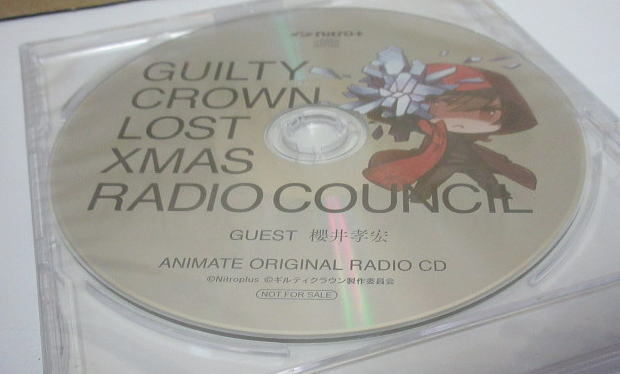 nitro+
GUILTY
CROWN
LOST
XMAS
RADIO COUNCIL
GUEST 櫻井孝宏
ANIMATE ORIGINAL RADIO CD
©Nitroplus ©ギルティクラウン製作委員会
NOT FOR SALE